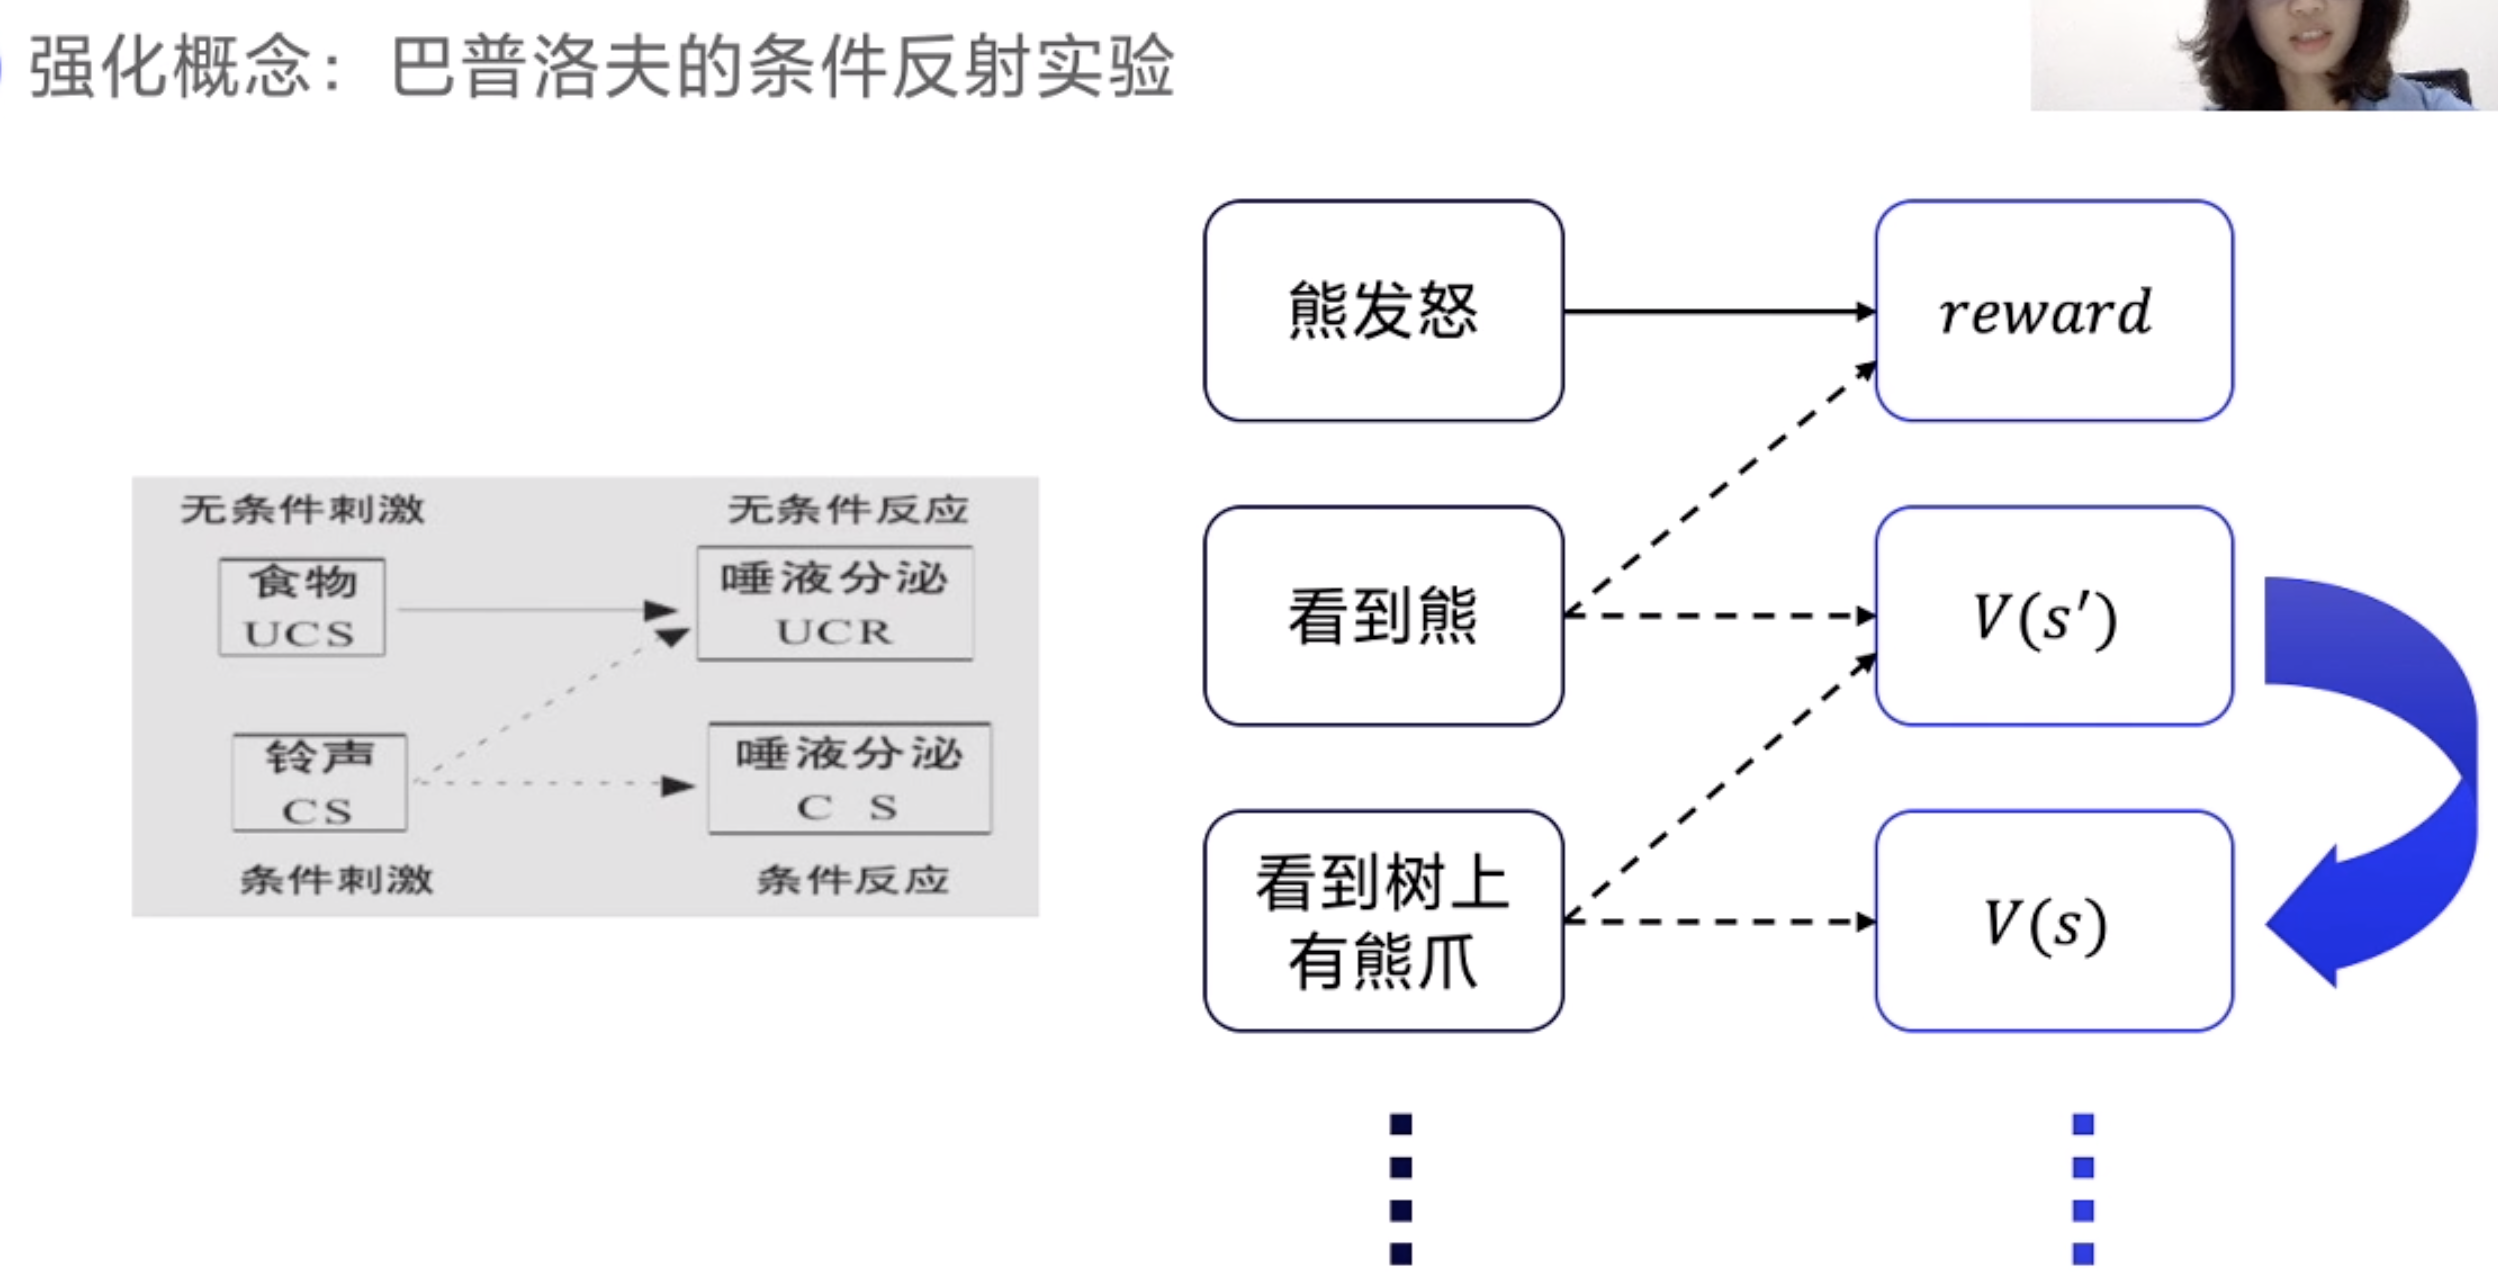 强化概念：巴普洛夫的条件反射实验
无条件刺激
无条件反应
食物
UCS
唾液分泌
UCR
铃声
CS
唾液分泌
C S
条件刺激
条件反应
熊发怒
reward
看到熊
V(s′)
看到树上
有熊爪
V(s)